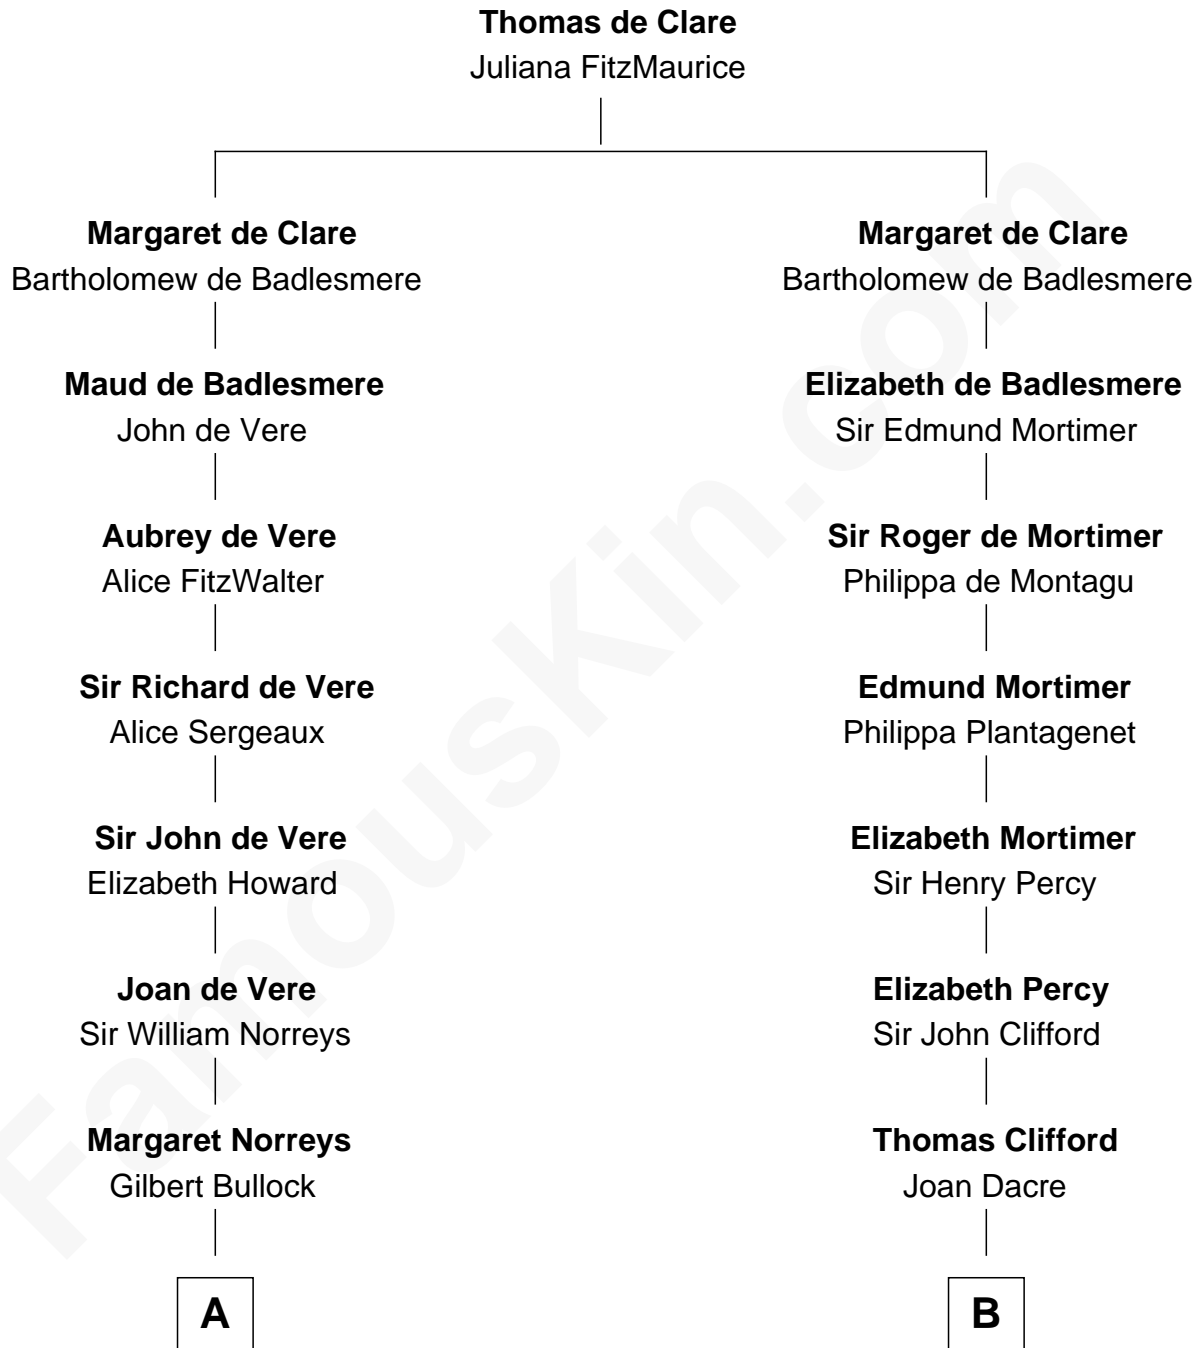 Thomas de Clare
Juliana FitzMaurice
Margaret de Clare
Bartholomew de Badlesmere
Margaret de Clare
Bartholomew de Badlesmere
Maud de Badlesmere
John de Vere
Elizabeth de Badlesmere
Sir Edmund Mortimer
Aubrey de Vere
Alice FitzWalter
Sir Roger de Mortimer
Philippa de Montagu
Sir Richard de Vere
Alice Sergeaux
Edmund Mortimer
Philippa Plantagenet
Sir John de Vere
Elizabeth Howard
Elizabeth Mortimer
Sir Henry Percy
Joan de Vere
Sir William Norreys
Elizabeth Percy
Sir John Clifford
Margaret Norreys
Gilbert Bullock
Thomas Clifford
Joan Dacre
A
B
FamousKin.com